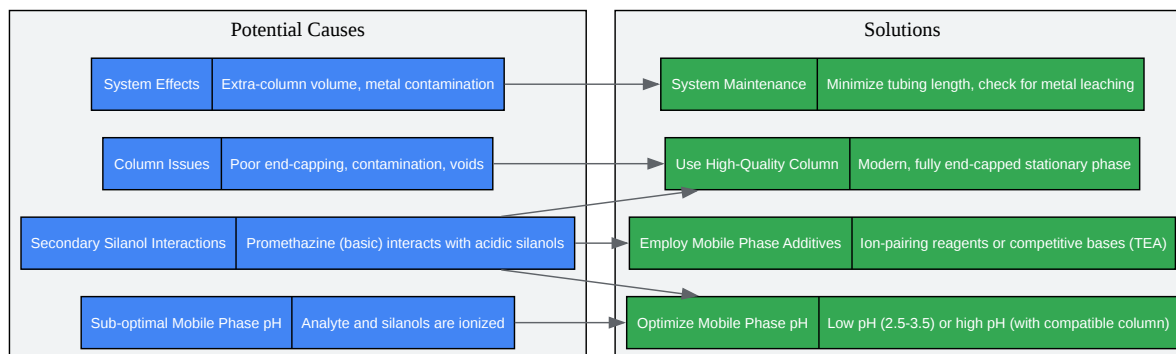 Potential Causes
Solutions
System Effects
Extra-column volume, metal contamination
System Maintenance
Minimize tubing length, check for metal leaching
Column Issues
Poor end-capping, contamination, voids
Use High-Quality Column
Modern, fully end-capped stationary phase
Secondary Silanol Interactions
Promethazine (basic) interacts with acidic silanols
Employ Mobile Phase Additives
Ion-pairing reagents or competitive bases (TEA)
Sub-optimal Mobile Phase pH
Analyte and silanols are ionized
Optimize Mobile Phase pH
Low pH (2.5-3.5) or high pH (with compatible column)